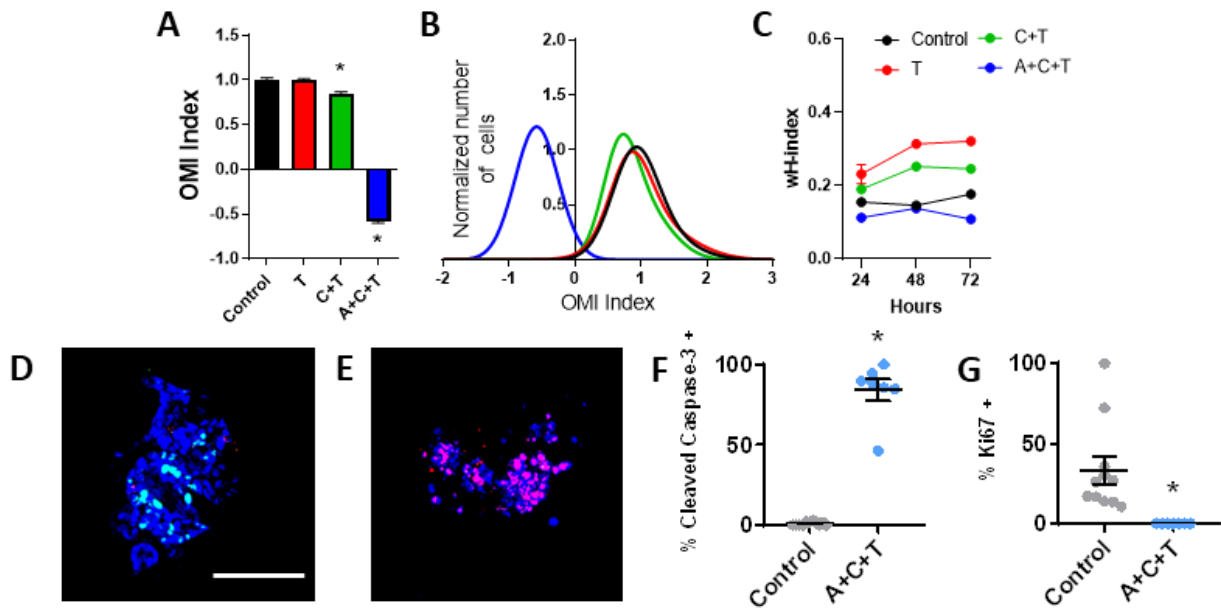 A
OMI Index
1.5
1.0
0.5
0.0
-0.5
-1.0
*
*
Control
T
C+T
A+C+T
B
Normalized number
of cells
2.0
1.5
1.0
0.5
-2 -1 0 1 2 3
OMI Index
C
Control
T
C+T
A+C+T
wH-index
0.6
0.4
0.2
0.0
24 48 72
Hours
D
E
F
% Cleaved Caspase-3 +
100
50
0
*
Control
A+C+T
G
% Ki67 +
100
50
0
*
Control
A+C+T